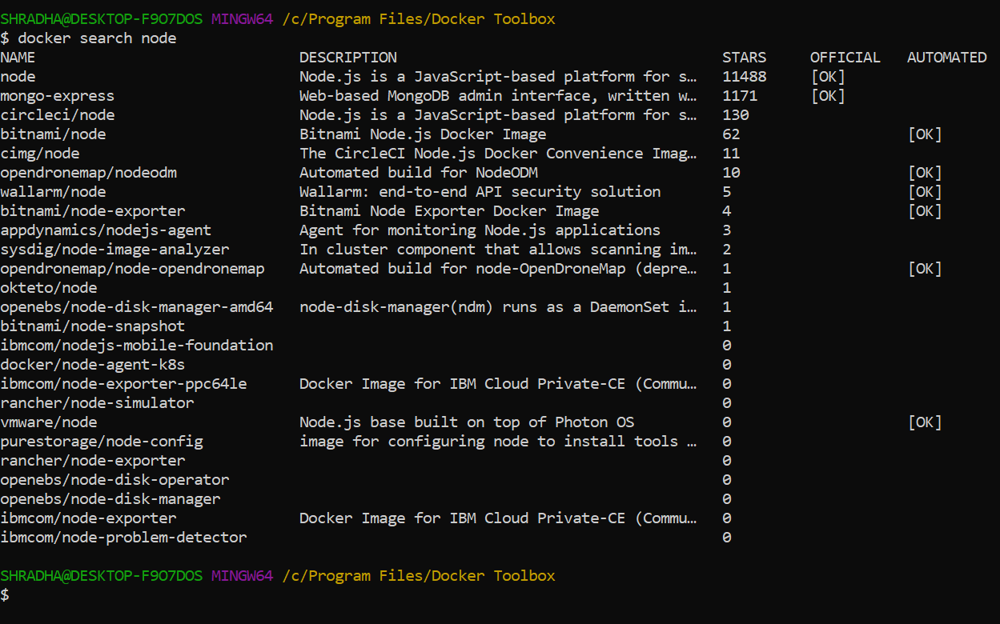 SHRADHA@DESKTOP-F9O7DOS MINGW64 /c/Program Files/Docker Toolbox
$ docker search node
NAME                              DESCRIPTION                                     STARS     OFFICIAL   AUTOMATED
node                              Node.js is a JavaScript-based platform for s…   11488     [OK]
mongo-express                     Web-based MongoDB admin interface, written w…   1171      [OK]
circleci/node                     Node.js is a JavaScript-based platform for s…   130
bitnami/node                      Bitnami Node.js Docker Image                    62                   [OK]
cimg/node                         The CircleCI Node.js Docker Convenience Imag…   11
opendronemap/nodeodm              Automated build for NodeODM                     10                   [OK]
wallarm/node                      Wallarm: end-to-end API security solution       5                    [OK]
bitnami/node-exporter             Bitnami Node Exporter Docker Image              4                    [OK]
appdynamics/nodejs-agent          Agent for monitoring Node.js applications       3
sysdig/node-image-analyzer        In cluster component that allows scanning im…   2
opendronemap/node-opendronemap    Automated build for node-OpenDroneMap (depre…   1                    [OK]
okteto/node                                                                       1
openebs/node-disk-manager-amd64   node-disk-manager(ndm) runs as a DaemonSet i…   1
bitnami/node-snapshot                                                             1
ibmcom/nodejs-mobile-foundation                                                   0
docker/node-agent-k8s                                                             0
ibmcom/node-exporter-ppc64le      Docker Image for IBM Cloud Private-CE (Commu…   0
rancher/node-simulator                                                            0
vmware/node                       Node.js base built on top of Photon OS          0                    [OK]
purestorage/node-config           image for configuring node to install tools …   0
rancher/node-exporter                                                             0
openebs/node-disk-operator                                                        0
openebs/node-disk-manager                                                         0
ibmcom/node-exporter              Docker Image for IBM Cloud Private-CE (Commu…   0
ibmcom/node-problem-detector                                                      0
SHRADHA@DESKTOP-F9O7DOS MINGW64 /c/Program Files/Docker Toolbox
$